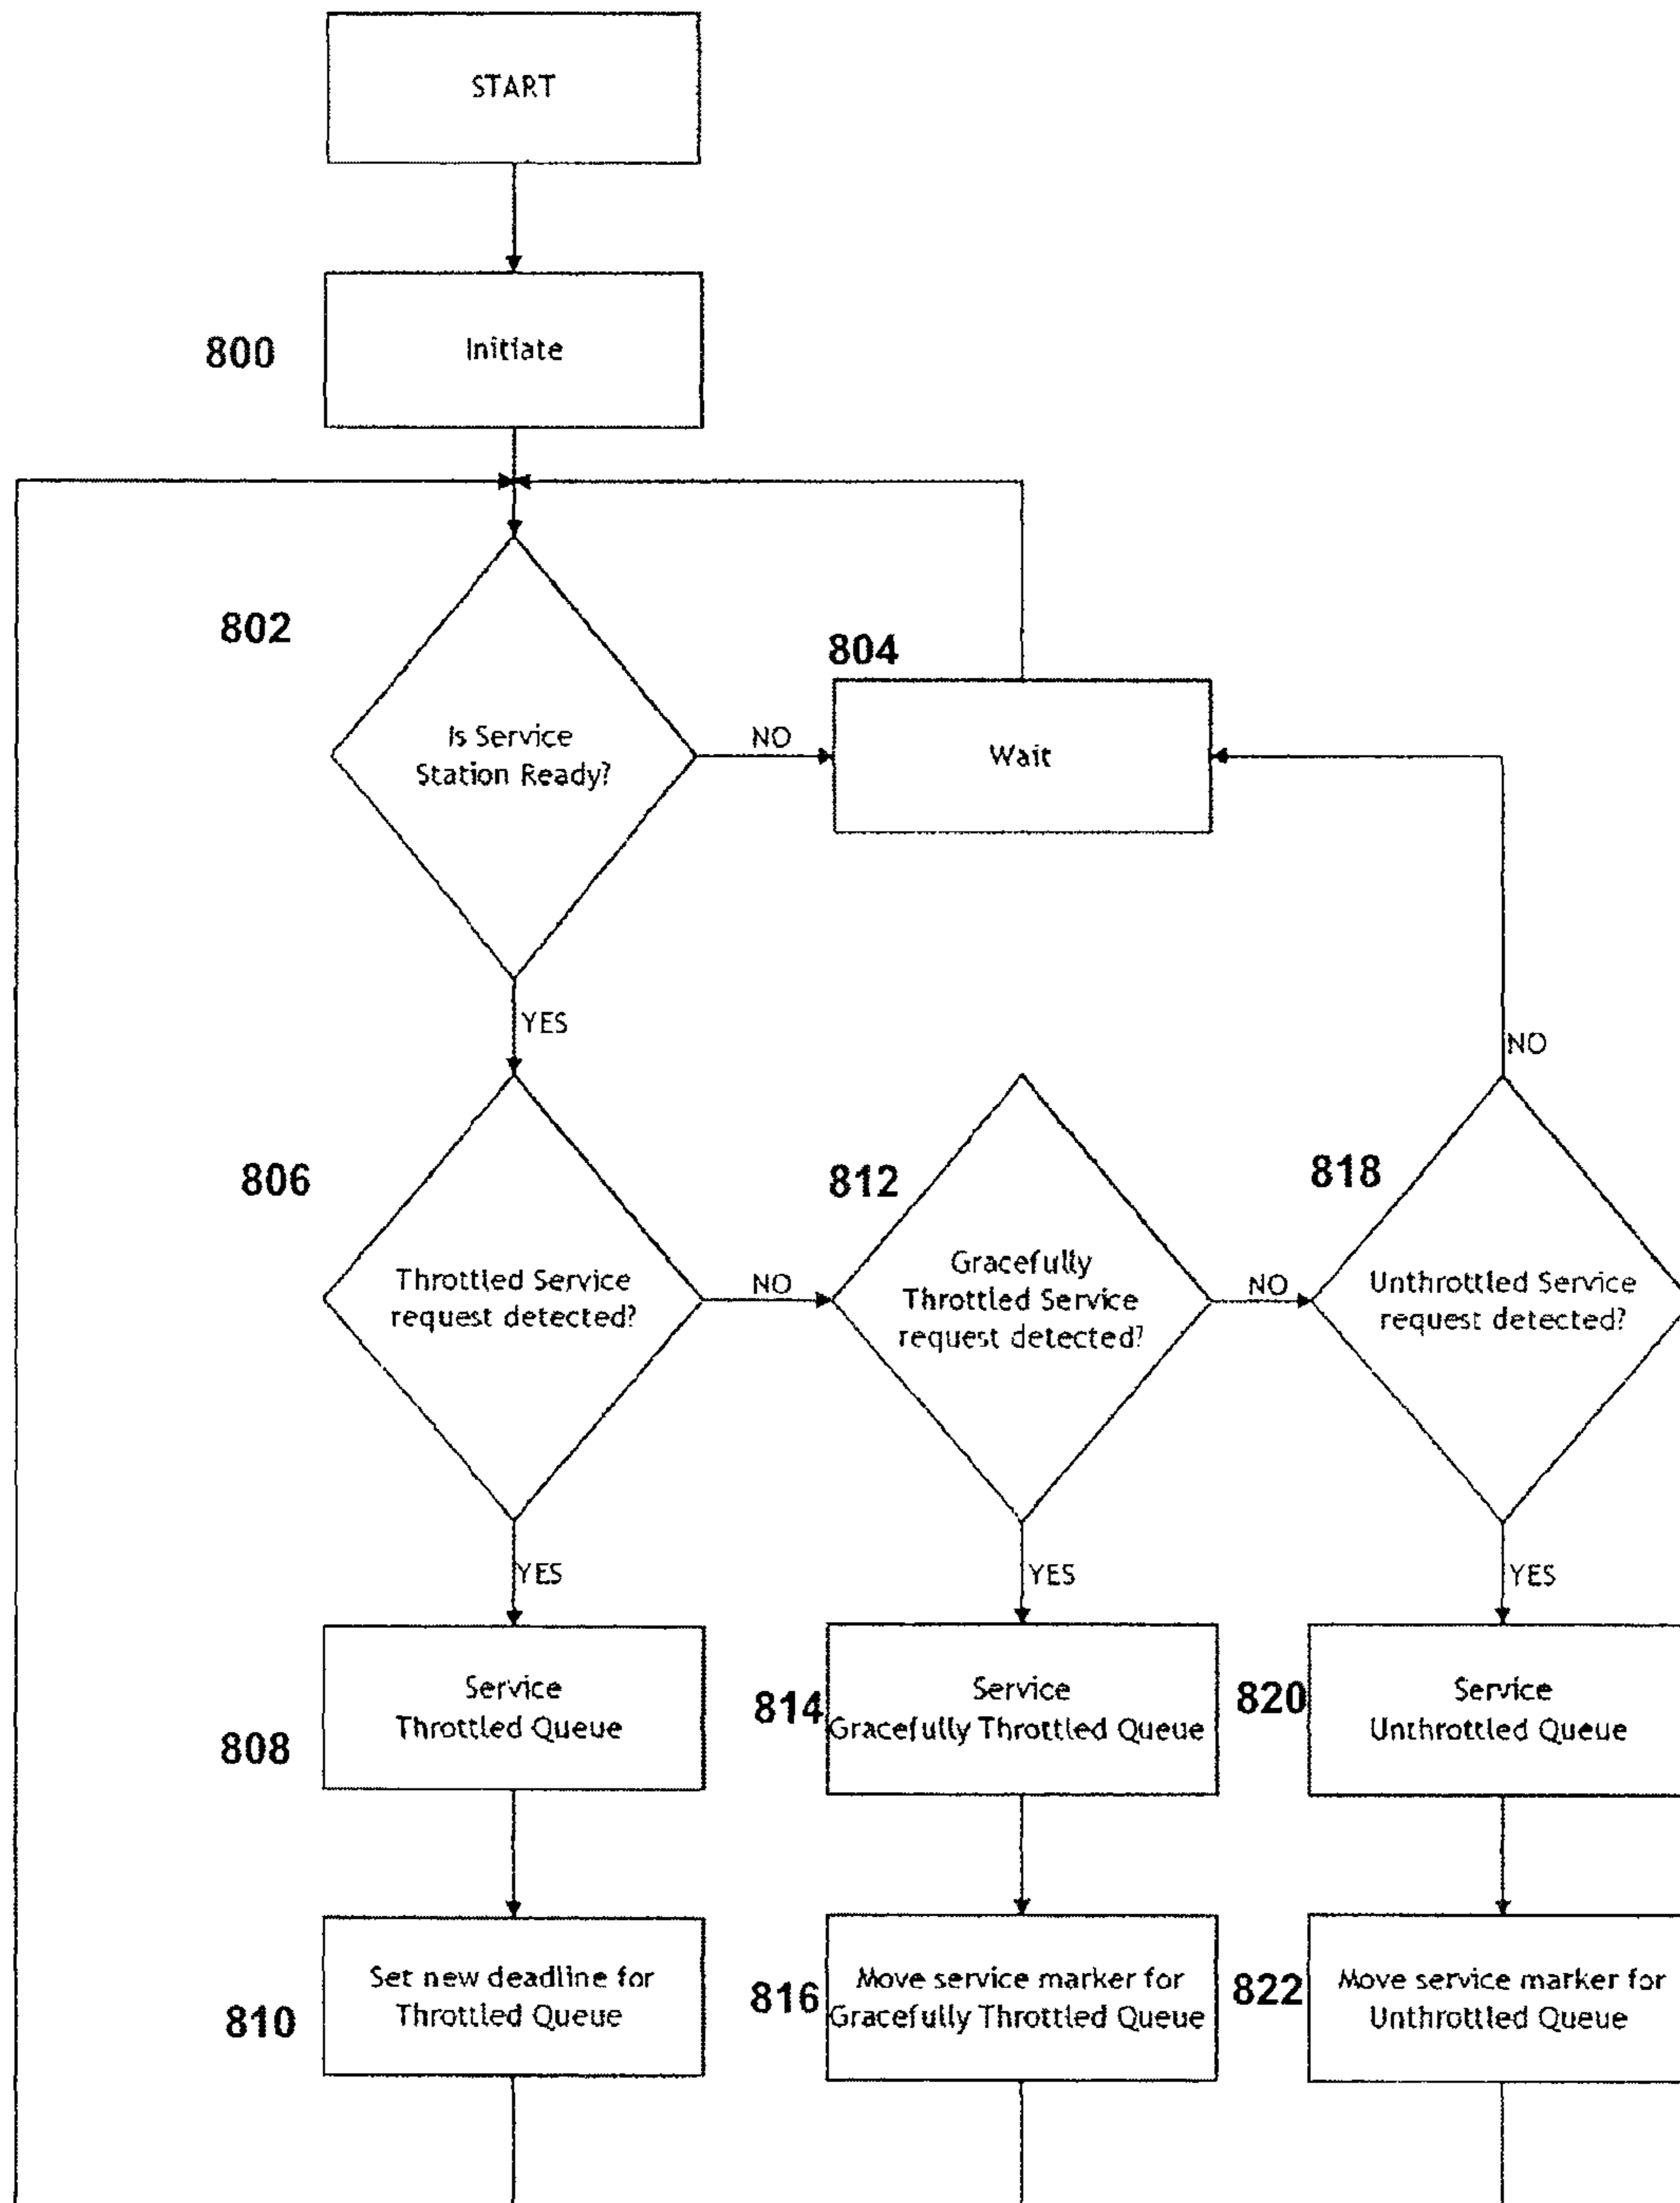 START
800
Initiate
802
Is Service
Station Ready?
NO
804
Wait
YES
NO
806
Throttled Service
request detected?
NO
812
Gracefully
Throttled Service
request detected?
NO
818
Unthrottled Service
request detected?
YES
YES
YES
808
Service
Throttled Queue
814
Service
Gracefully Throttled Queue
820
Service
Unthrottled Queue
810
Set new deadline for
Throttled Queue
816
Move service marker for
Gracefully Throttled Queue
822
Move service marker for
Unthrottled Queue